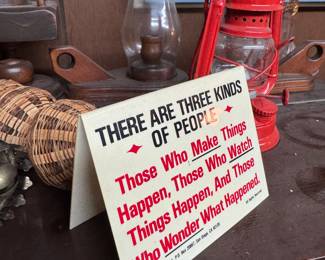 THERE ARE THREE KINDS
OF PEOPLE
Those Who Make Things
Happen, Those Who Watch
Things Happen, And Those
Who Wonder What Happened.